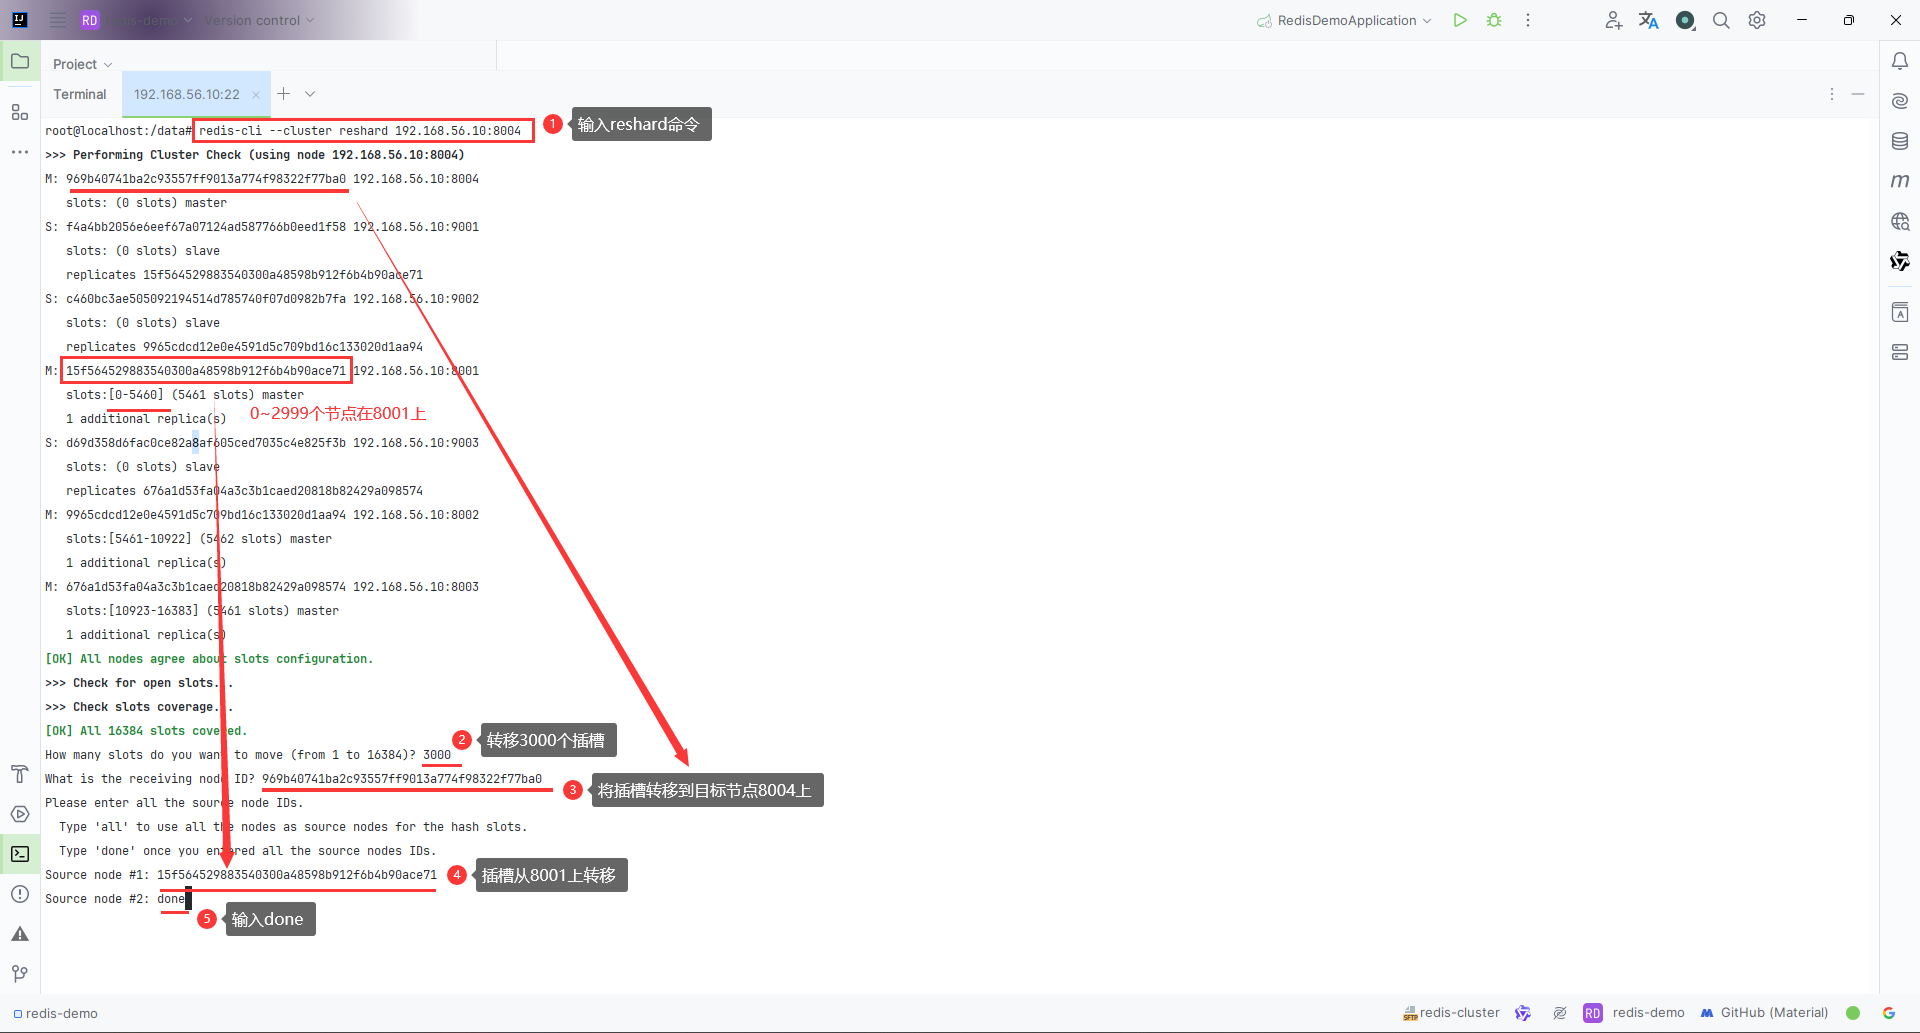 RD redis-demo Version control
RedisDemoApplication
Project
Terminal 192.168.56.10:22
root@localhost:/data# redis-cli --cluster reshard 192.168.56.10:8004
1 输入reshard命令
>>> Performing Cluster Check (using node 192.168.56.10:8004)
M: 969b40741ba2c93557ff9013a774f98322f77ba0 192.168.56.10:8004
slots: (0 slots) master
S: f4a4bb2056e6eef67a07124ad587766b0eed1f58 192.168.56.10:9001
slots: (0 slots) slave
replicates 15f564529883540300a48598b912f6b4b90ace71
S: c460bc3ae505092194514d785740f07d0982b7fa 192.168.56.10:9002
slots: (0 slots) slave
replicates 9965cdcd12e0e4591d5c709bd16c133020d1aa94
M: 15f564529883540300a48598b912f6b4b90ace71 192.168.56.10:8001
slots:[0-5460] (5461 slots) master
1 additional replica(s)
0~2999个节点在8001上
S: d69d358d6fac0ce82a8af605ced7035c4e825f3b 192.168.56.10:9003
slots: (0 slots) slave
replicates 676a1d53fa04a3c3b1caed20818b82429a098574
M: 9965cdcd12e0e4591d5c709bd16c133020d1aa94 192.168.56.10:8002
slots:[5461-10922] (5462 slots) master
1 additional replica(s)
M: 676a1d53fa04a3c3b1caed20818b82429a098574 192.168.56.10:8003
slots:[10923-16383] (5461 slots) master
1 additional replica(s)
[OK] All nodes agree about slots configuration.
>>> Check for open slots...
>>> Check slots coverage...
[OK] All 16384 slots covered.
How many slots do you want to move (from 1 to 16384)? 3000
2 转移3000个插槽
What is the receiving node ID? 969b40741ba2c93557ff9013a774f98322f77ba0
3 将插槽转移到目标节点8004上
Please enter all the source node IDs.
Type 'all' to use all the nodes as source nodes for the hash slots.
Type 'done' once you entered all the source nodes IDs.
Source node #1: 15f564529883540300a48598b912f6b4b90ace71
4 插槽从8001上转移
Source node #2: done
5 输入done
redis-demo
SFTP redis-cluster RD redis-demo GitHub (Material)